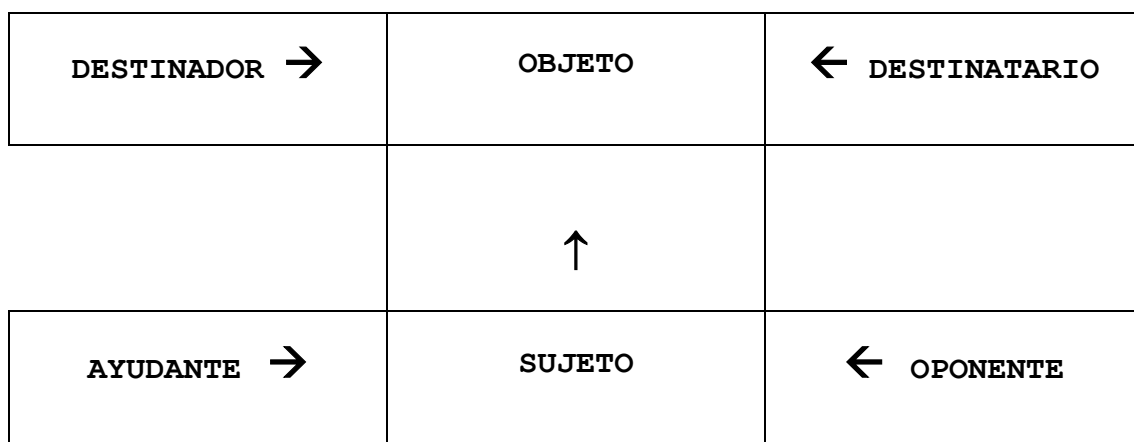 DESTINADOR → OBJETO ← DESTINATARIO
↑
AYUDANTE → SUJETO ← OPONENTE